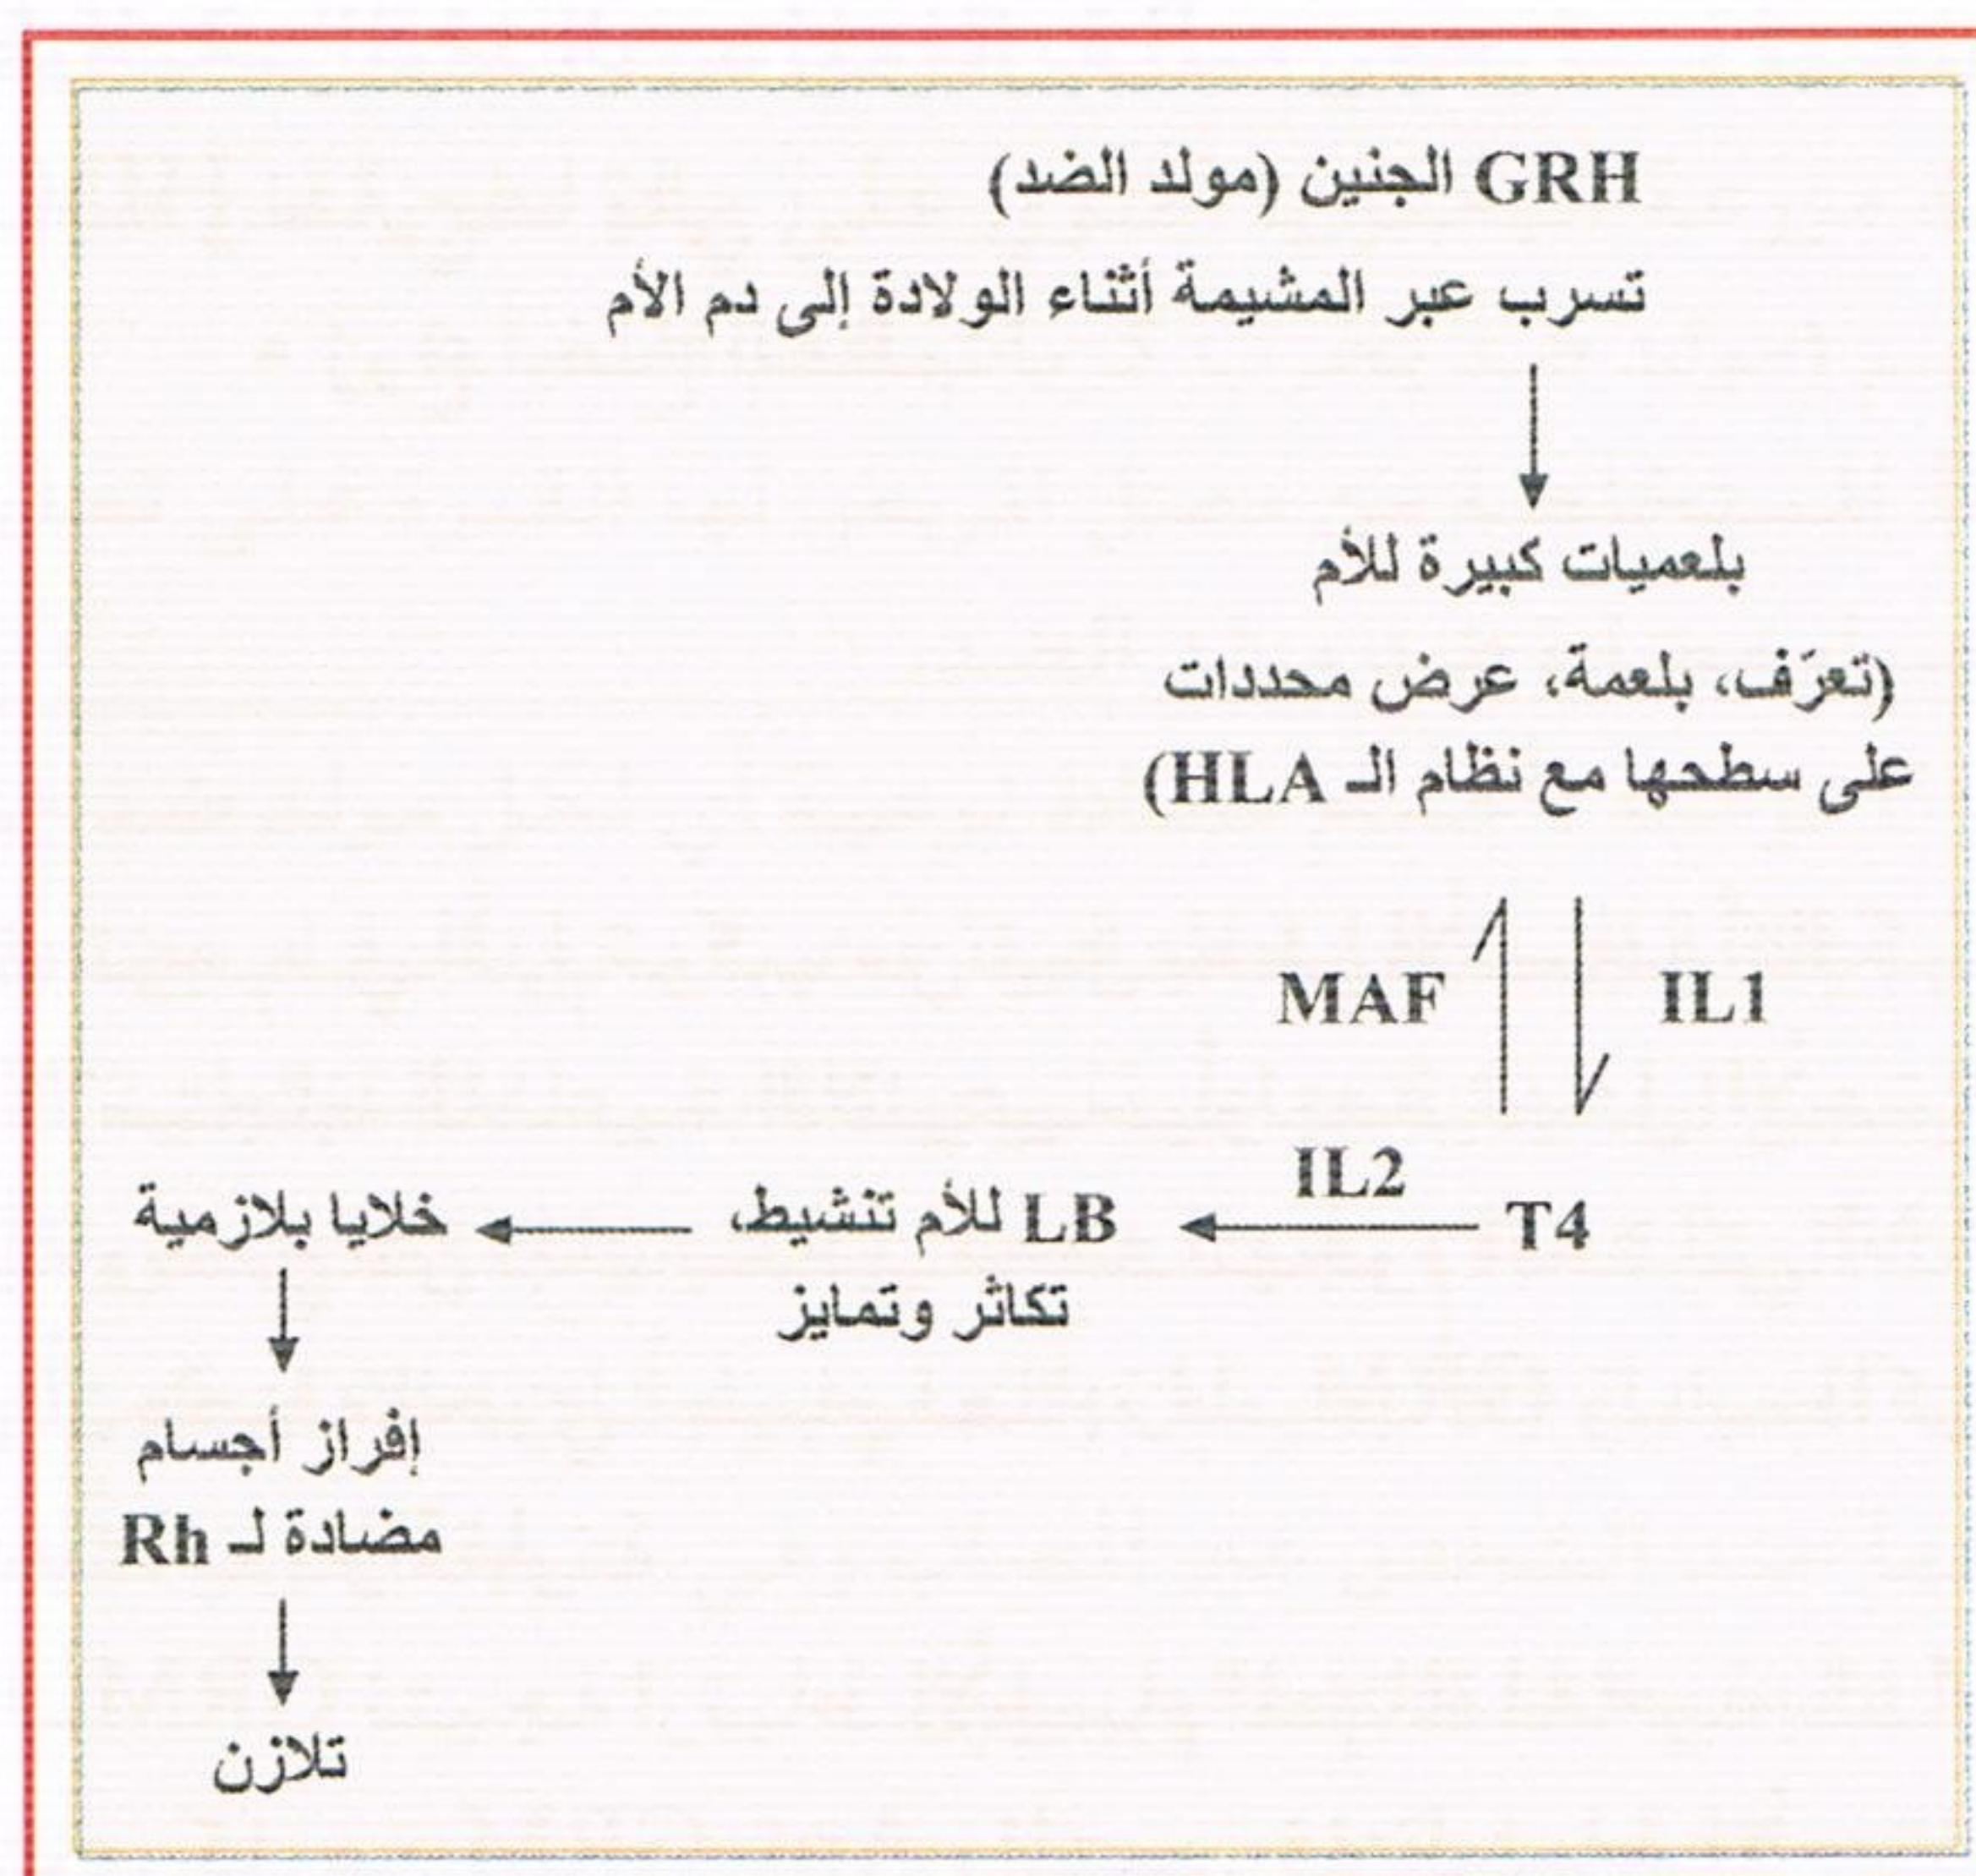 GRH الجنين (مولد الضد)
تسرب عبر المشيمة أثناء الولادة إلى دم الأم
بلعميات كبيرة للأم
(تعرّف، بلعمة، عرض محددات
على سطحها مع نظام الـ HLA)
MAF
IL1
T4
IL2
LB للأم تنشيط،
تكاثر وتمايز
خلايا بلازمية
إفراز أجسام
مضادة لـ Rh
تلازن